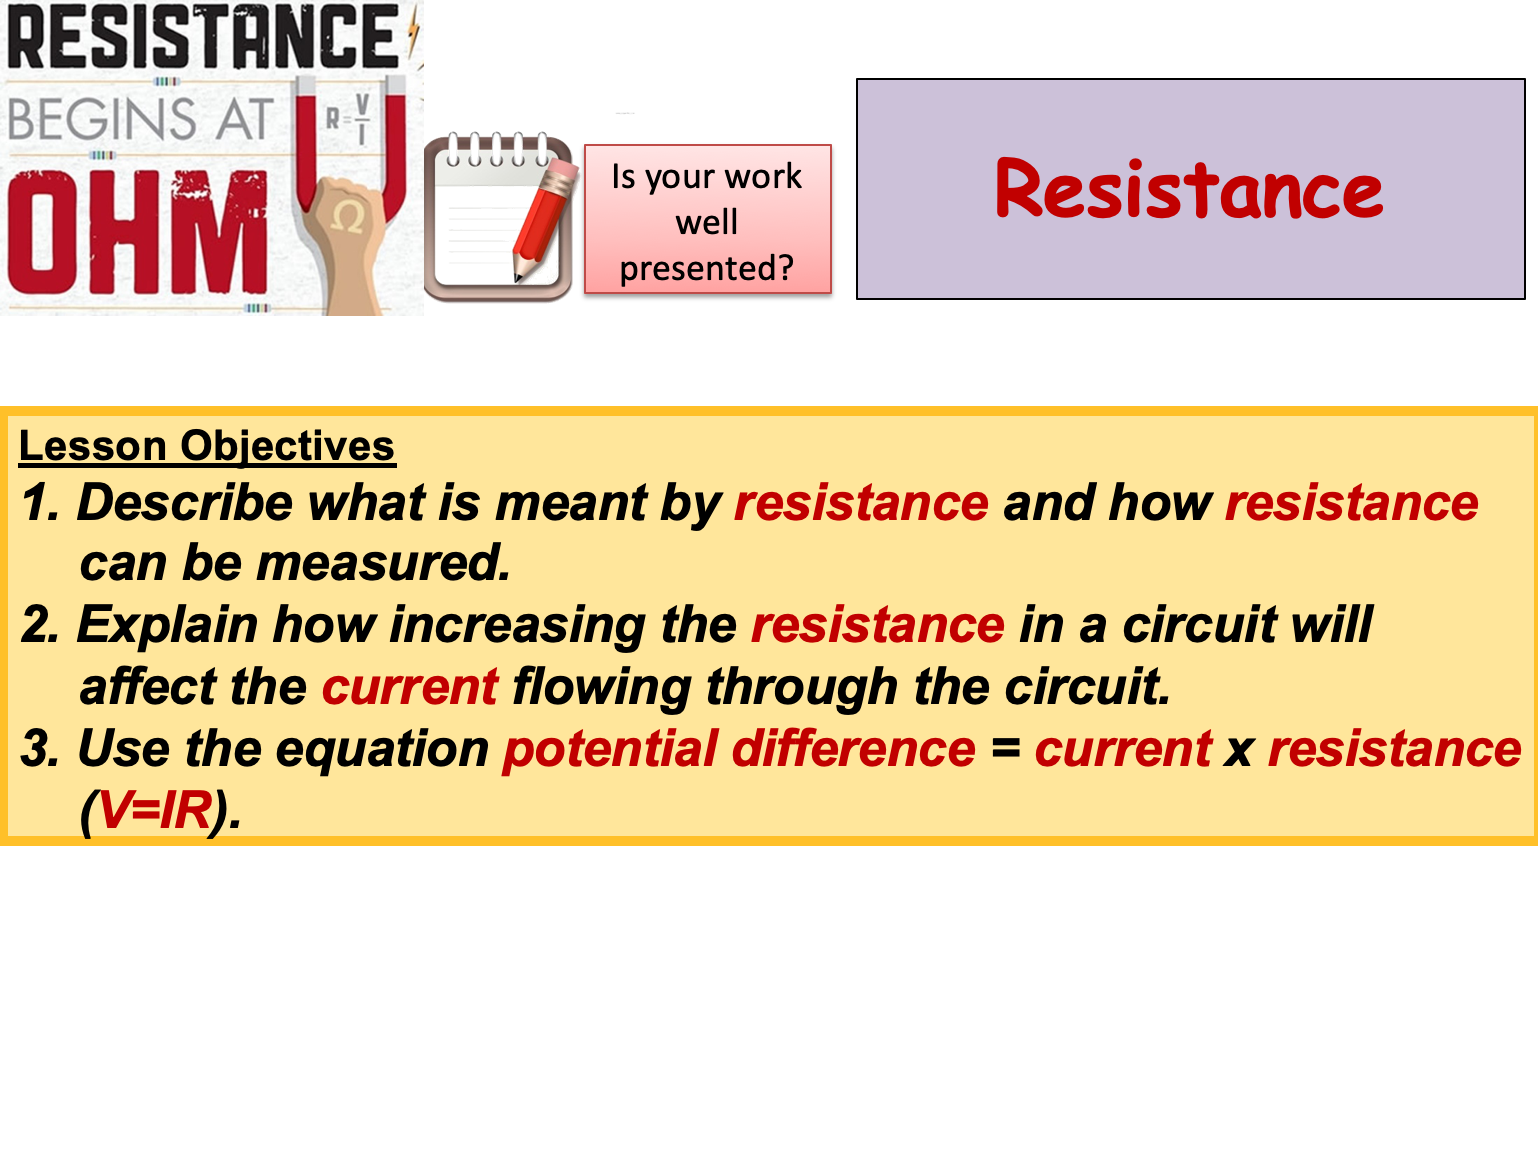 RESISTANCE
BEGINS AT
R=V/I
OHM
Ω
Is your work
well
presented?
Resistance
Lesson Objectives
1. Describe what is meant by resistance and how resistance
can be measured.
2. Explain how increasing the resistance in a circuit will
affect the current flowing through the circuit.
3. Use the equation potential difference = current x resistance
(V=IR).